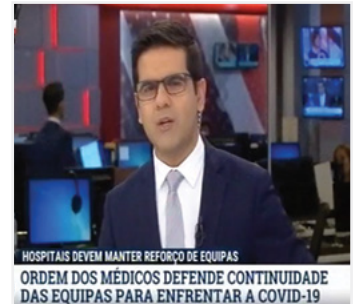 HOSPITAIS DEVEM MANTER REFORÇO DE EQUIPAS
ORDEM DOS MÉDICOS DEFENDE CONTINUIDADE
DAS EQUIPAS PARA ENFRENTAR A COVID-19